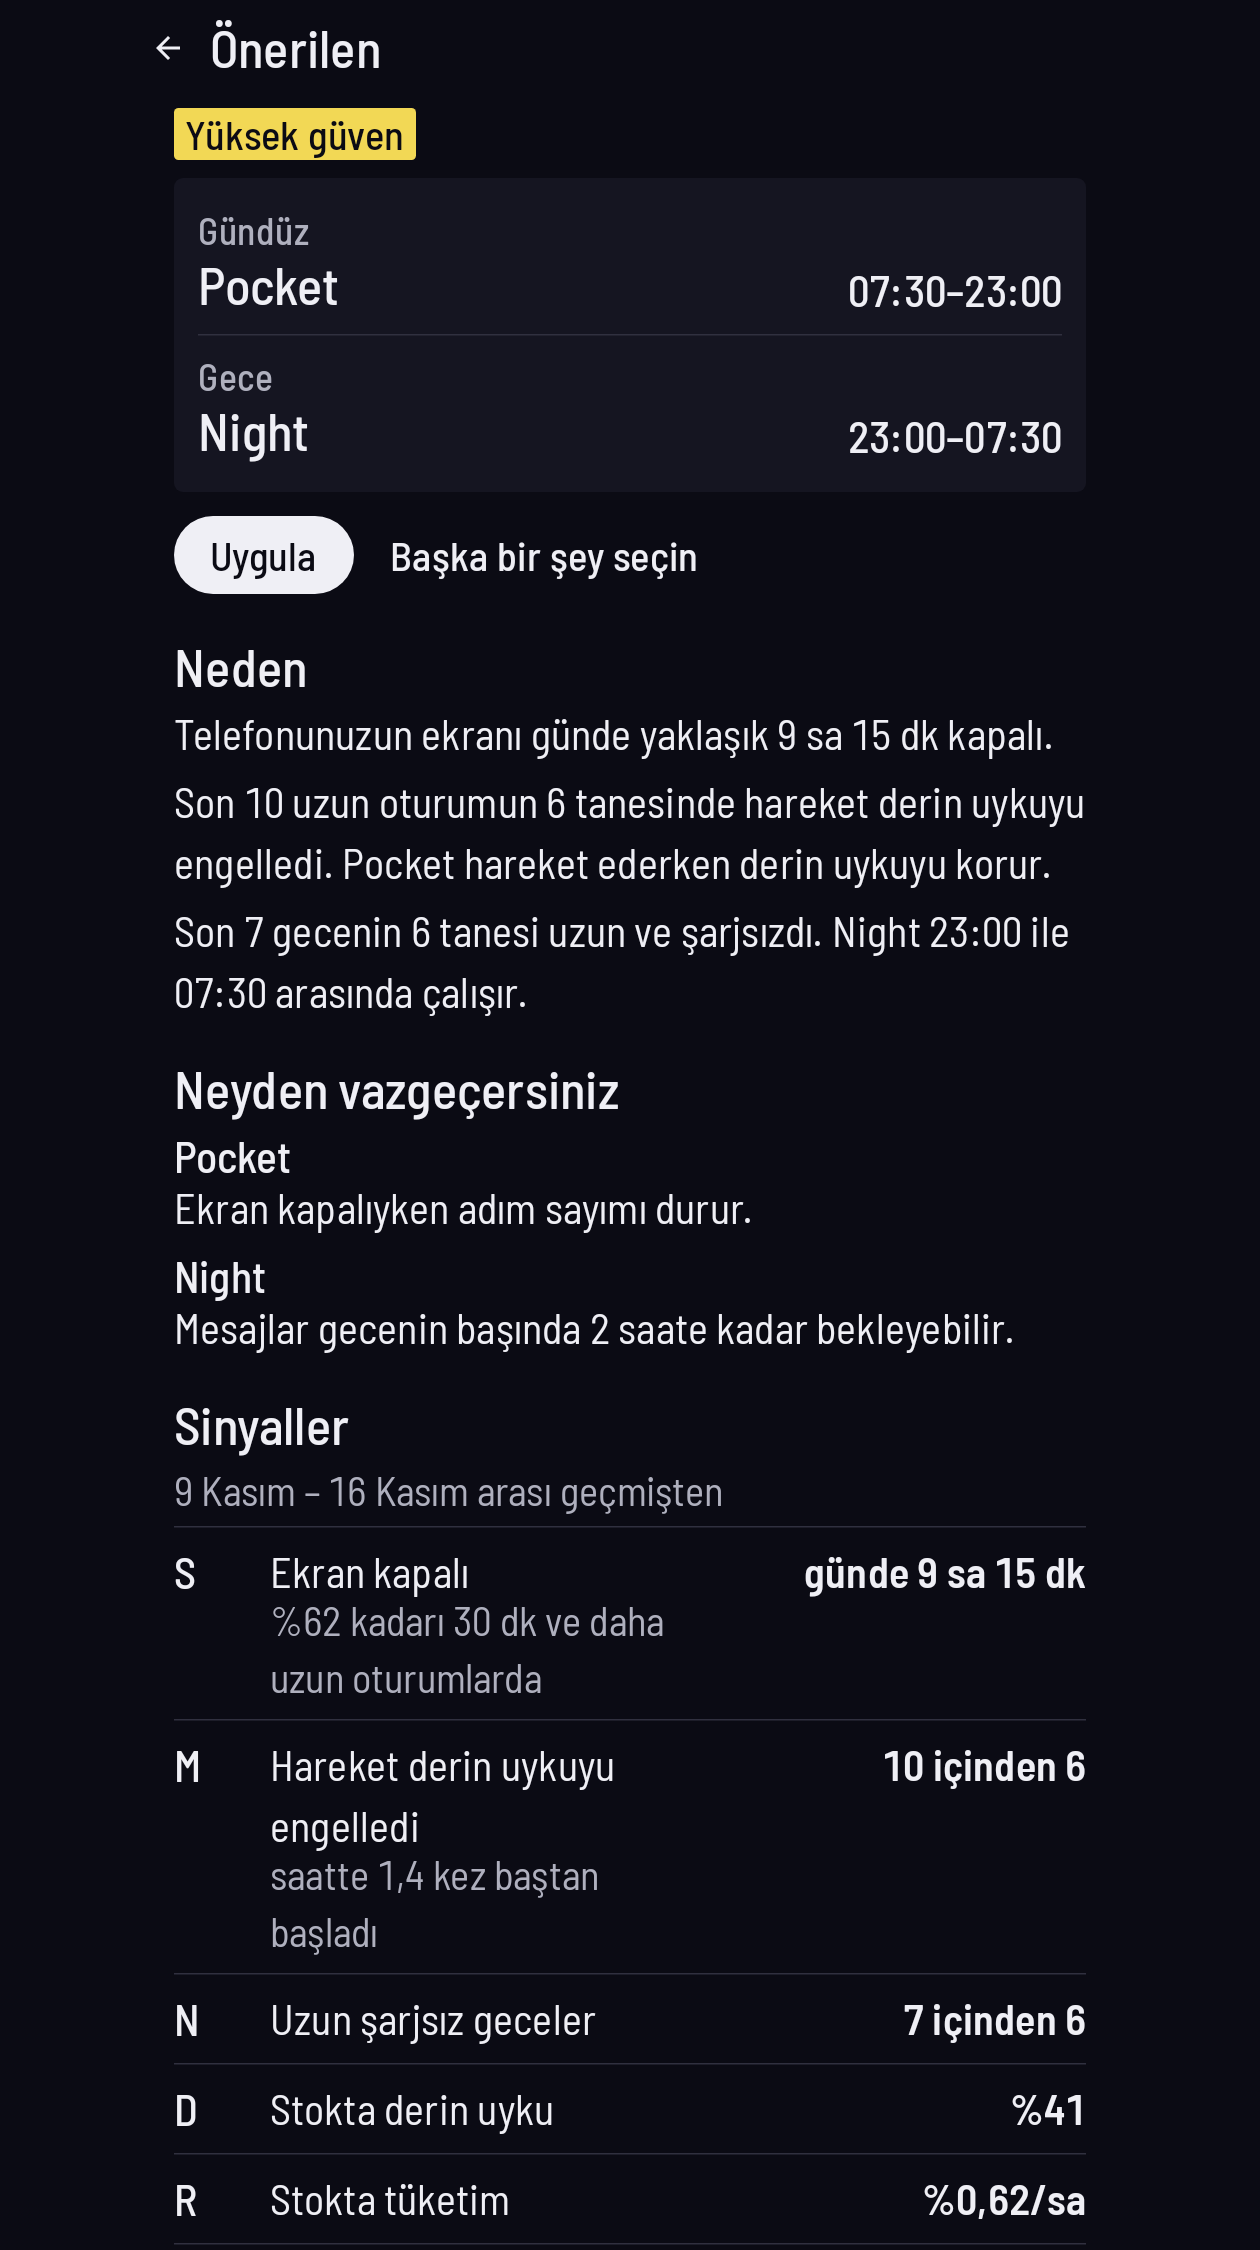 Önerilen
Yüksek güven
Gündüz
Pocket
07:30–23:00
Gece
Night
23:00–07:30
Uygula
Başka bir şey seçin
Neden
Telefonunuzun ekranı günde yaklaşık 9 sa 15 dk kapalı.
Son 10 uzun oturumun 6 tanesinde hareket derin uykuyu
engelledi. Pocket hareket ederken derin uykuyu korur.
Son 7 gecenin 6 tanesi uzun ve şarjsızdı. Night 23:00 ile
07:30 arasında çalışır.
Neyden vazgeçersiniz
Pocket
Ekran kapalıyken adım sayımı durur.
Night
Mesajlar gecenin başında 2 saate kadar bekleyebilir.
Sinyaller
9 Kasım – 16 Kasım arası geçmişten
S
Ekran kapalı
günde 9 sa 15 dk
%62 kadarı 30 dk ve daha
uzun oturumlarda
M
Hareket derin uykuyu
10 içinden 6
engelledi
saatte 1,4 kez baştan
başladı
N
Uzun şarjsız geceler
7 içinden 6
D
Stokta derin uyku
%41
R
Stokta tüketim
%0,62/sa